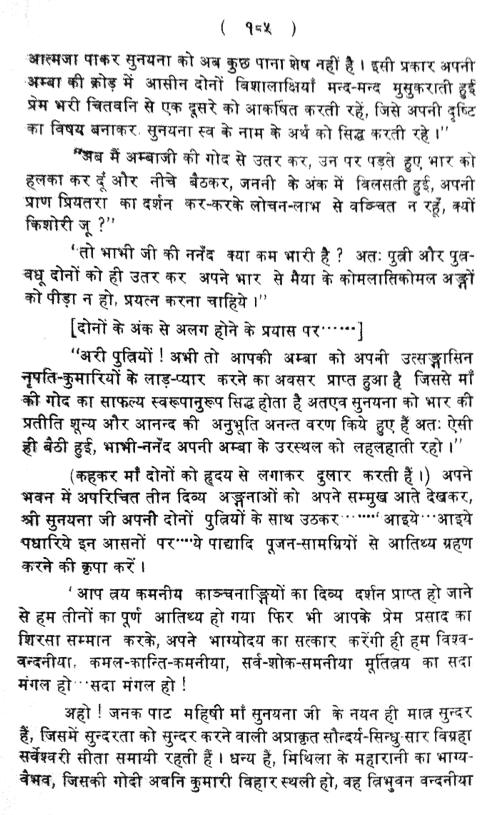 ( १८५ )
आत्मजा पाकर सुनयना को अब कुछ पाना शेष नहीं है । इसी प्रकार अपनी
अम्बा की क्रोड़ में आसीन दोनों विशालाक्षियाँ मन्द-मन्द मुसुकराती हुई
प्रेम भरी चितवनि से एक दूसरे को आकर्षित करती रहें, जिसे अपनी दृष्टि
का विषय बनाकर सुनयना स्व के नाम के अर्थ को सिद्ध करती रहे ।"
"अब मैं अम्बाजी की गोद से उतर कर, उन पर पड़ते हुए भार को
हलका कर दूँ और नीचे बैठकर, जननी के अंक में विलसती हुई, अपनी
प्राण प्रियतरा का दर्शन कर-करके लोचन-लाभ से वञ्चित न रहूँ, क्यों
किशोरी जू ?"
'तो भाभी जी की ननँद क्या कम भारी है ? अतः पुत्री और पुत्र-
वधू दोनों को ही उतर कर अपने भार से मैया के कोमलातिकोमल अङ्गों
को पीड़ा न हो, प्रयत्न करना चाहिये ।"
[दोनों के अंक से अलग होने के प्रयास पर······]
"अरी पुत्रियों ! अभी तो आपकी अम्बा को अपनी उत्सङ्गासिन
नृपति-कुमारियों के लाड़-प्यार करने का अवसर प्राप्त हुआ है जिससे माँ
की गोद का साफल्य स्वरूपानुरूप सिद्ध होता है अतएव सुनयना को भार की
प्रतीति शून्य और आनन्द की अनुभूति अनन्त वरण किये हुए हैं अतः ऐसी
ही बैठी हुई, भाभी-ननँद अपनी अम्बा के उरस्थल को लहलहाती रहो ।"
(कहकर माँ दोनों को हृदय से लगाकर दुलार करती हैं ।) अपने
भवन में अपरिचित तीन दिव्य अङ्गनाओं को अपने सम्मुख आते देखकर,
श्री सुनयना जी अपनी दोनों पुत्रियों के साथ उठकर······' आइये···आइये
पधारिये इन आसनों पर····ये पाद्यादि पूजन-सामग्रियों से आतिथ्य ग्रहण
करने की कृपा करें ।
' आप त्रय कमनीय काञ्चनाङ्गियों का दिव्य दर्शन प्राप्त हो जाने
से हम तीनों का पूर्ण आतिथ्य हो गया फिर भी आपके प्रेम प्रसाद का
शिरसा सम्मान करके, अपने भाग्योदय का सत्कार करेंगी ही हम विश्व-
वन्दनीया, कमल-कान्ति-कमनीया, सर्व-शोक-समनीया मूर्तित्रय का सदा
मंगल हो···सदा मंगल हो !
अहो ! जनक पाट महिषी माँ सुनयना जी के नयन ही मात्र सुन्दर
हैं, जिसमें सुन्दरता को सुन्दर करने वाली अप्राकृत सौन्दर्य-सिन्धु-सार विग्रहा
सर्वेश्वरी सीता समायी रहती हैं । धन्य हैं, मिथिला के महारानी का भाग्य-
वैभव, जिसकी गोदी अवनि कुमारी विहार स्थली हो, वह त्रिभुवन वन्दनीया